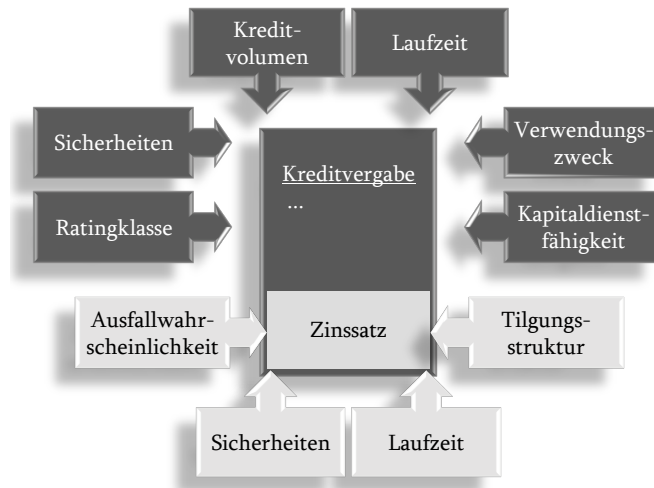 Kredit-
volumen
Laufzeit
Sicherheiten
Verwendungs-
zweck
Kreditvergabe
...
Ratingklasse
Kapitaldienst-
fähigkeit
Ausfallwahr-
scheinlichkeit
Zinssatz
Tilgungs-
struktur
Sicherheiten
Laufzeit